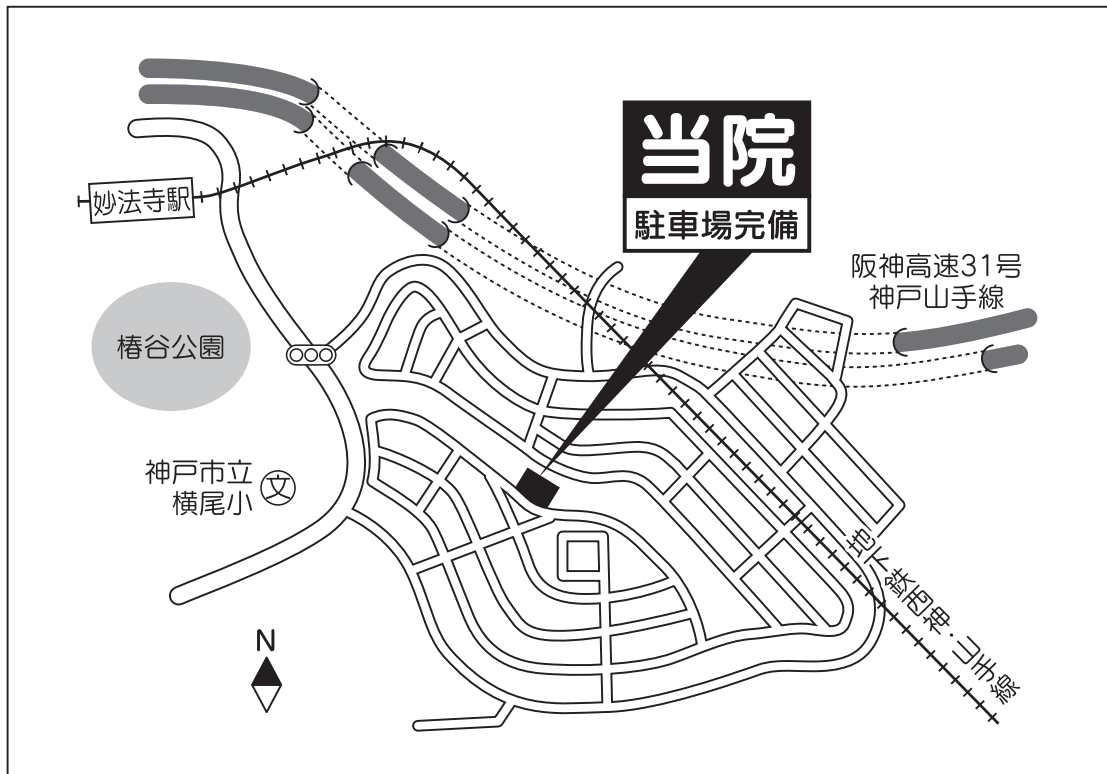 当院
駐車場完備
妙法寺駅
阪神高速31号
神戸山手線
椿谷公園
神戸市立
横尾小
文
地下鉄西神・山手線
N